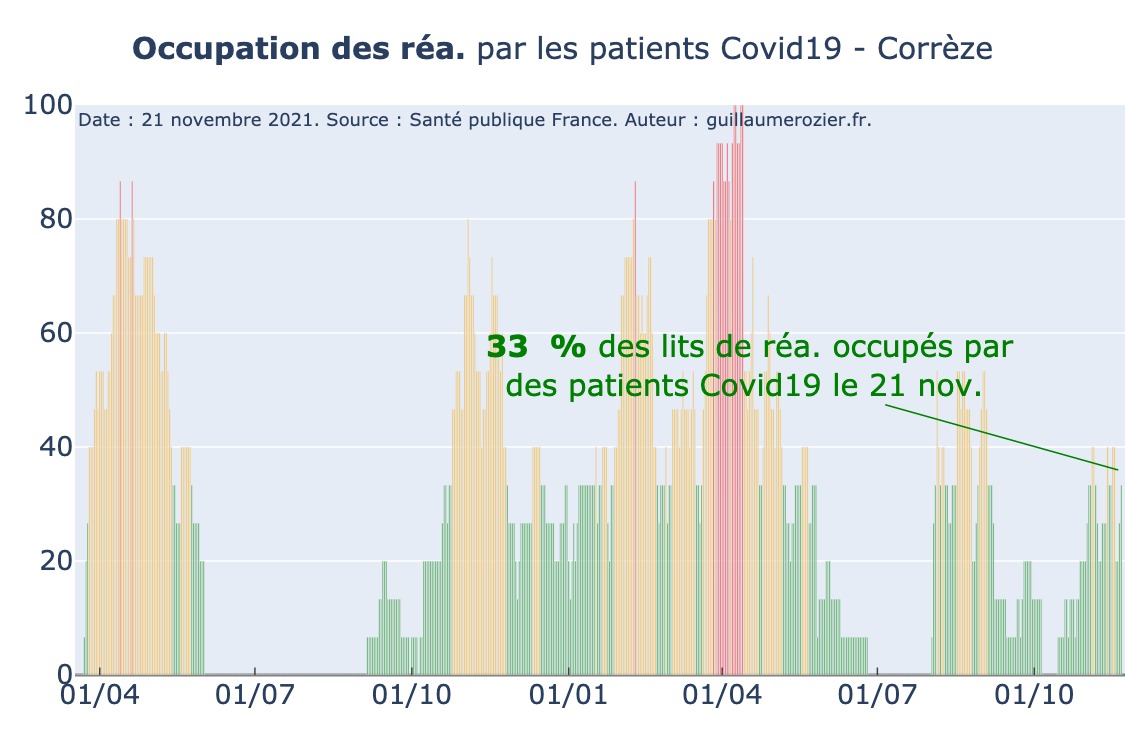 Occupation des réa. par les patients Covid19 - Corrèze
100
Date : 21 novembre 2021. Source : Santé publique France. Auteur : guillaumerozier.fr.
80
60
33 % des lits de réa. occupés par
des patients Covid19 le 21 nov.
40
20
0
01/04 01/07 01/10 01/01 01/04 01/07 01/10